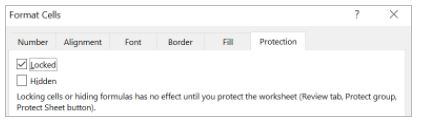 Format Cells ? ×
Number Alignment Font Border Fill Protection
Locked
Hidden
Locking cells or hiding formulas has no effect until you protect the worksheet (Review tab, Protect group,
Protect Sheet button).